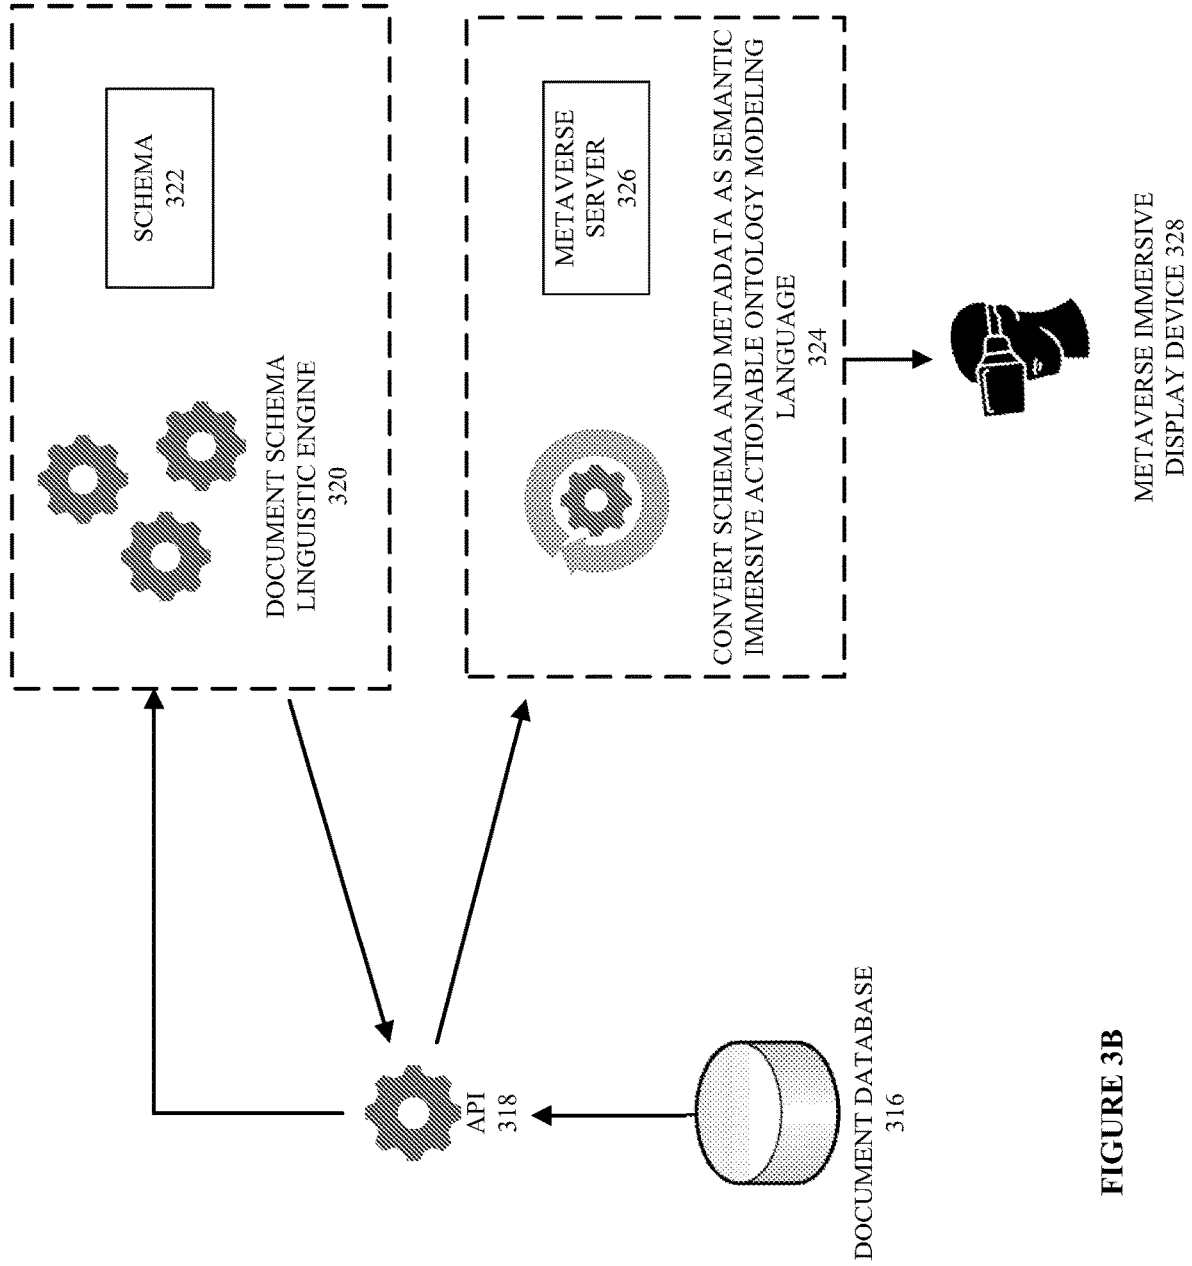 SCHEMA
322
DOCUMENT SCHEMA
LINGUISTIC ENGINE
320
METAVERSE
SERVER
326
CONVERT SCHEMA AND METADATA AS SEMANTIC
IMMERSIVE ACTIONABLE ONTOLOGY MODELING
LANGUAGE
324
API
318
DOCUMENT DATABASE
316
METAVERSE IMMERSIVE
DISPLAY DEVICE 328
FIGURE 3B